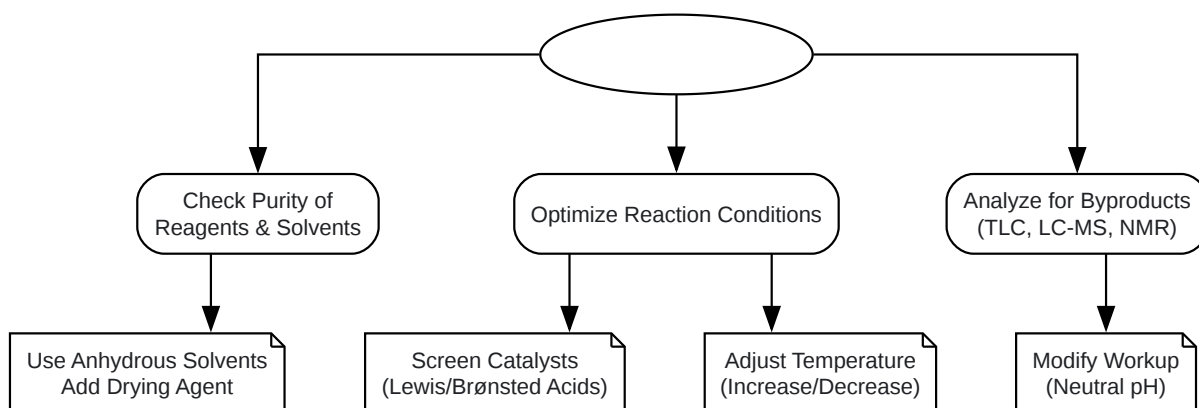 Check Purity of
Reagents & Solvents
Optimize Reaction Conditions
Analyze for Byproducts
(TLC, LC-MS, NMR)
Use Anhydrous Solvents
Add Drying Agent
Screen Catalysts
(Lewis/Brønsted Acids)
Adjust Temperature
(Increase/Decrease)
Modify Workup
(Neutral pH)